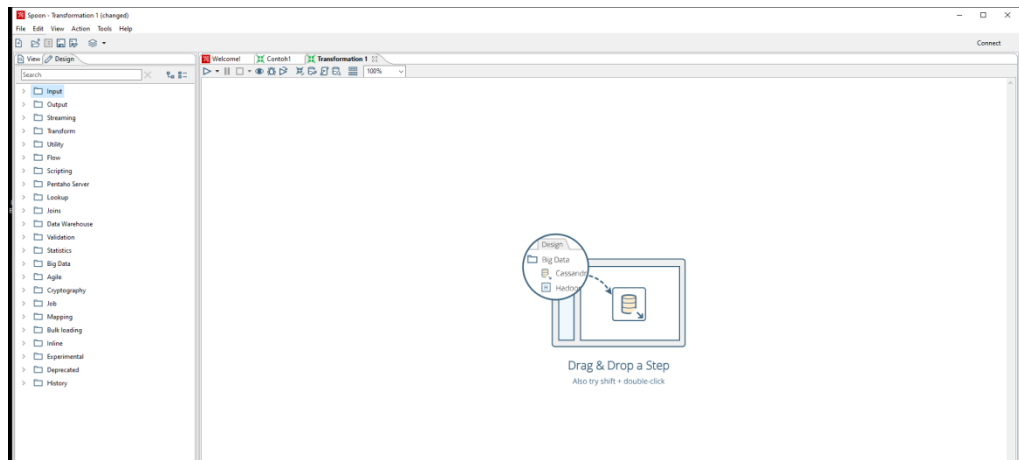 Spoon - Transformation 1 (changed)
File Edit View Action Tools Help
Connect
View Design
Welcome! Contoh1 Transformation 1
Search
100%
Input
Output
Streaming
Transform
Utility
Flow
Scripting
Pentaho Server
Lookup
Joins
Data Warehouse
Validation
Statistics
Big Data
Agile
Cryptography
Job
Mapping
Bulk loading
Inline
Experimental
Deprecated
History
Design
Big Data
Cassandr
Hadoop
Drag & Drop a Step
Also try shift + double-click